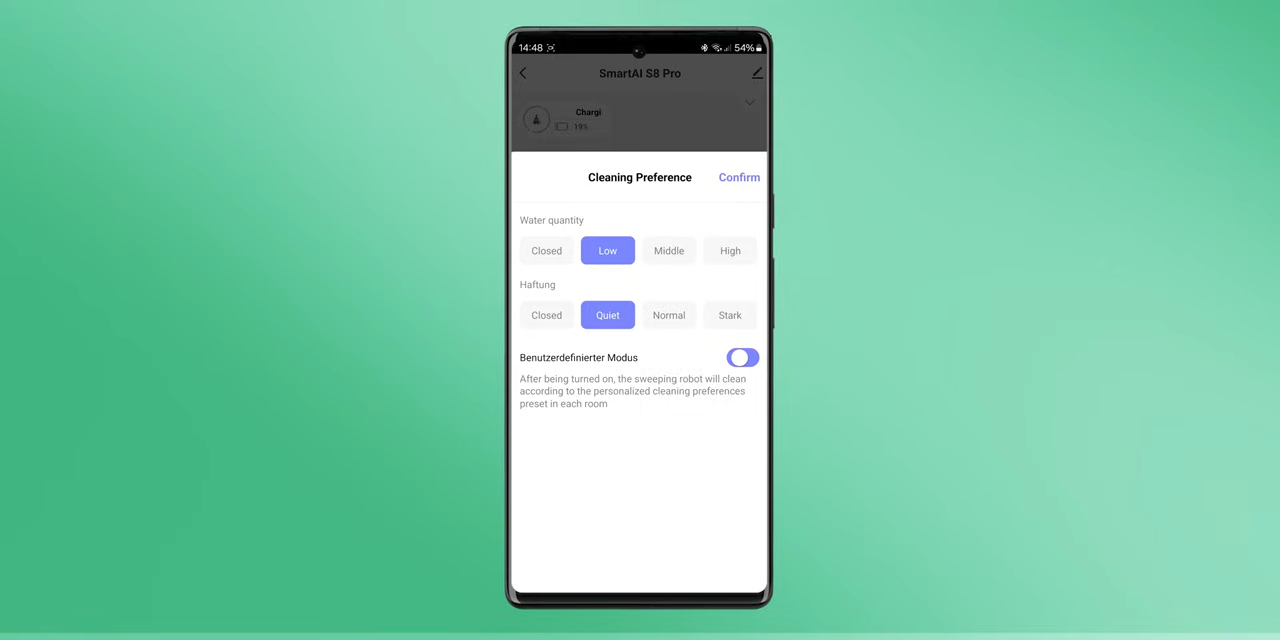 14:48 54%
SmartAI S8 Pro
Chargi
19%
Cleaning Preference Confirm
Water quantity
Closed Low Middle High
Haftung
Closed Quiet Normal Stark
Benutzerdefinierter Modus
After being turned on, the sweeping robot will clean
according to the personalized cleaning preferences
preset in each room